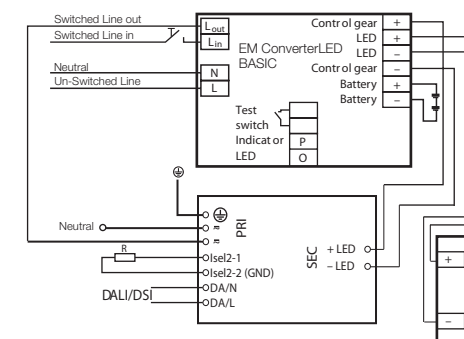 Switched Line out
Switched Line in
Neutral
Un-Switched Line
Lout
Lin
N
L
EM ConverterLED
BASIC
Control gear +
LED +
LED –
Control gear –
Battery +
Battery –
Test
switch
Indicator
LED
P
O
Neutral
PRI
R
Isel2-1
Isel2-2 (GND)
DALI/DSI
DA/N
DA/L
SEC
+ LED
– LED
+
–